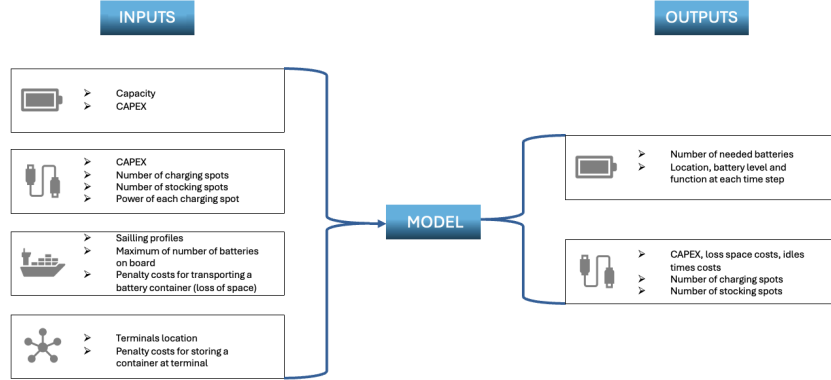 INPUTS
OUTPUTS
Capacity
CAPEX
CAPEX
Number of charging spots
Number of stocking spots
Power of each charging spot
Sailling profiles
Maximum of number of batteries
on board
Penalty costs for transporting a
battery container (loss of space)
Terminals location
Penalty costs for storing a
container at terminal
MODEL
Number of needed batteries
Location, battery level and
function at each time step
CAPEX, loss space costs, idles
times costs
Number of charging spots
Number of stocking spots